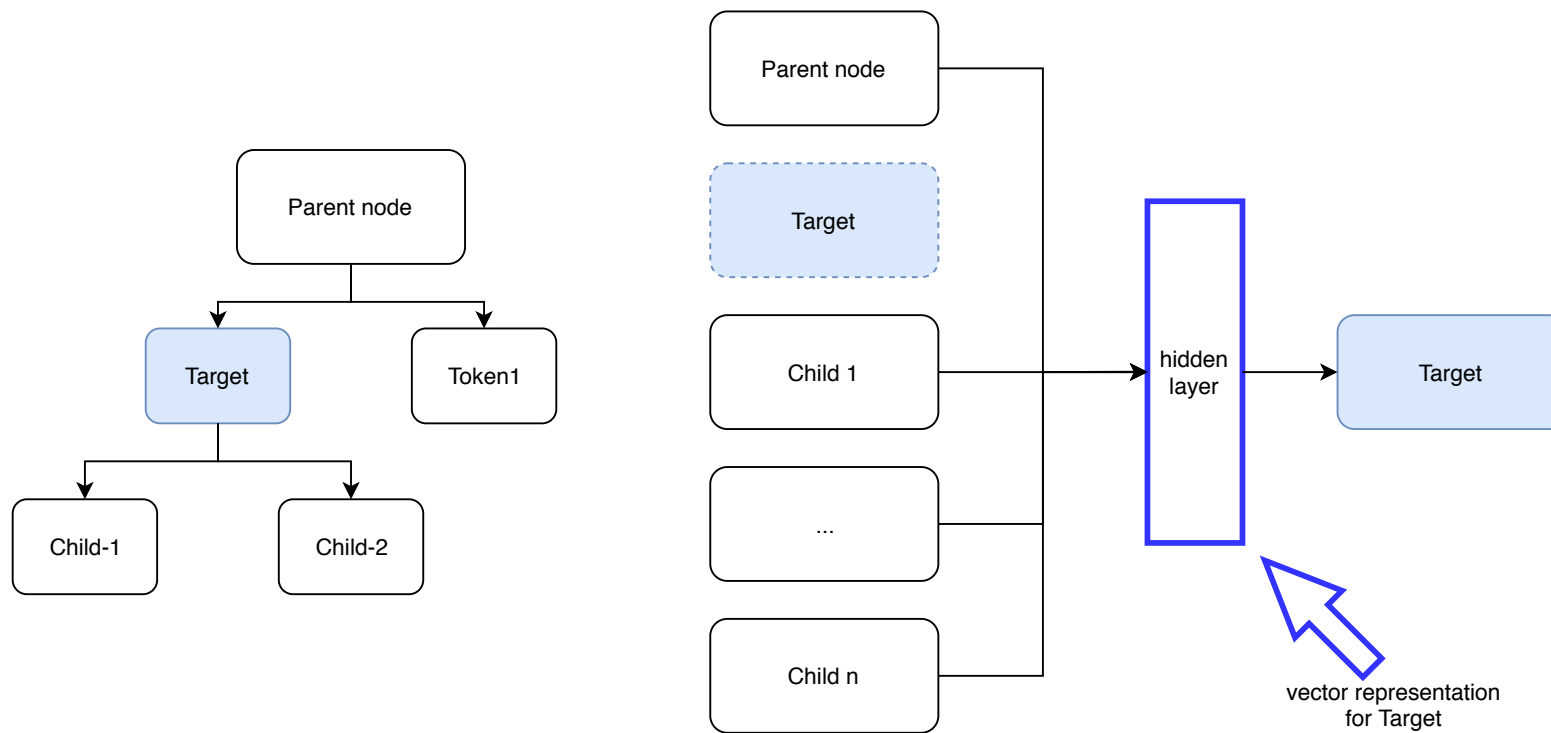 Parent node
Target
Token1
Child-1
Child-2
Parent node
Target
Child 1
...
Child n
hidden
layer
Target
vector representation
for Target